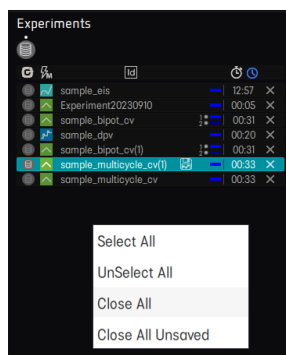 Experiments
Id
sample_eis 12:57
Experiment20230910 00:05
sample_bipot_cv 00:31
sample_dpv 00:20
sample_bipot_cv(1) 00:31
sample_multicycle_cv(1) 00:33
sample_multicycle_cv 00:33
Select All
UnSelect All
Close All
Close All Unsaved